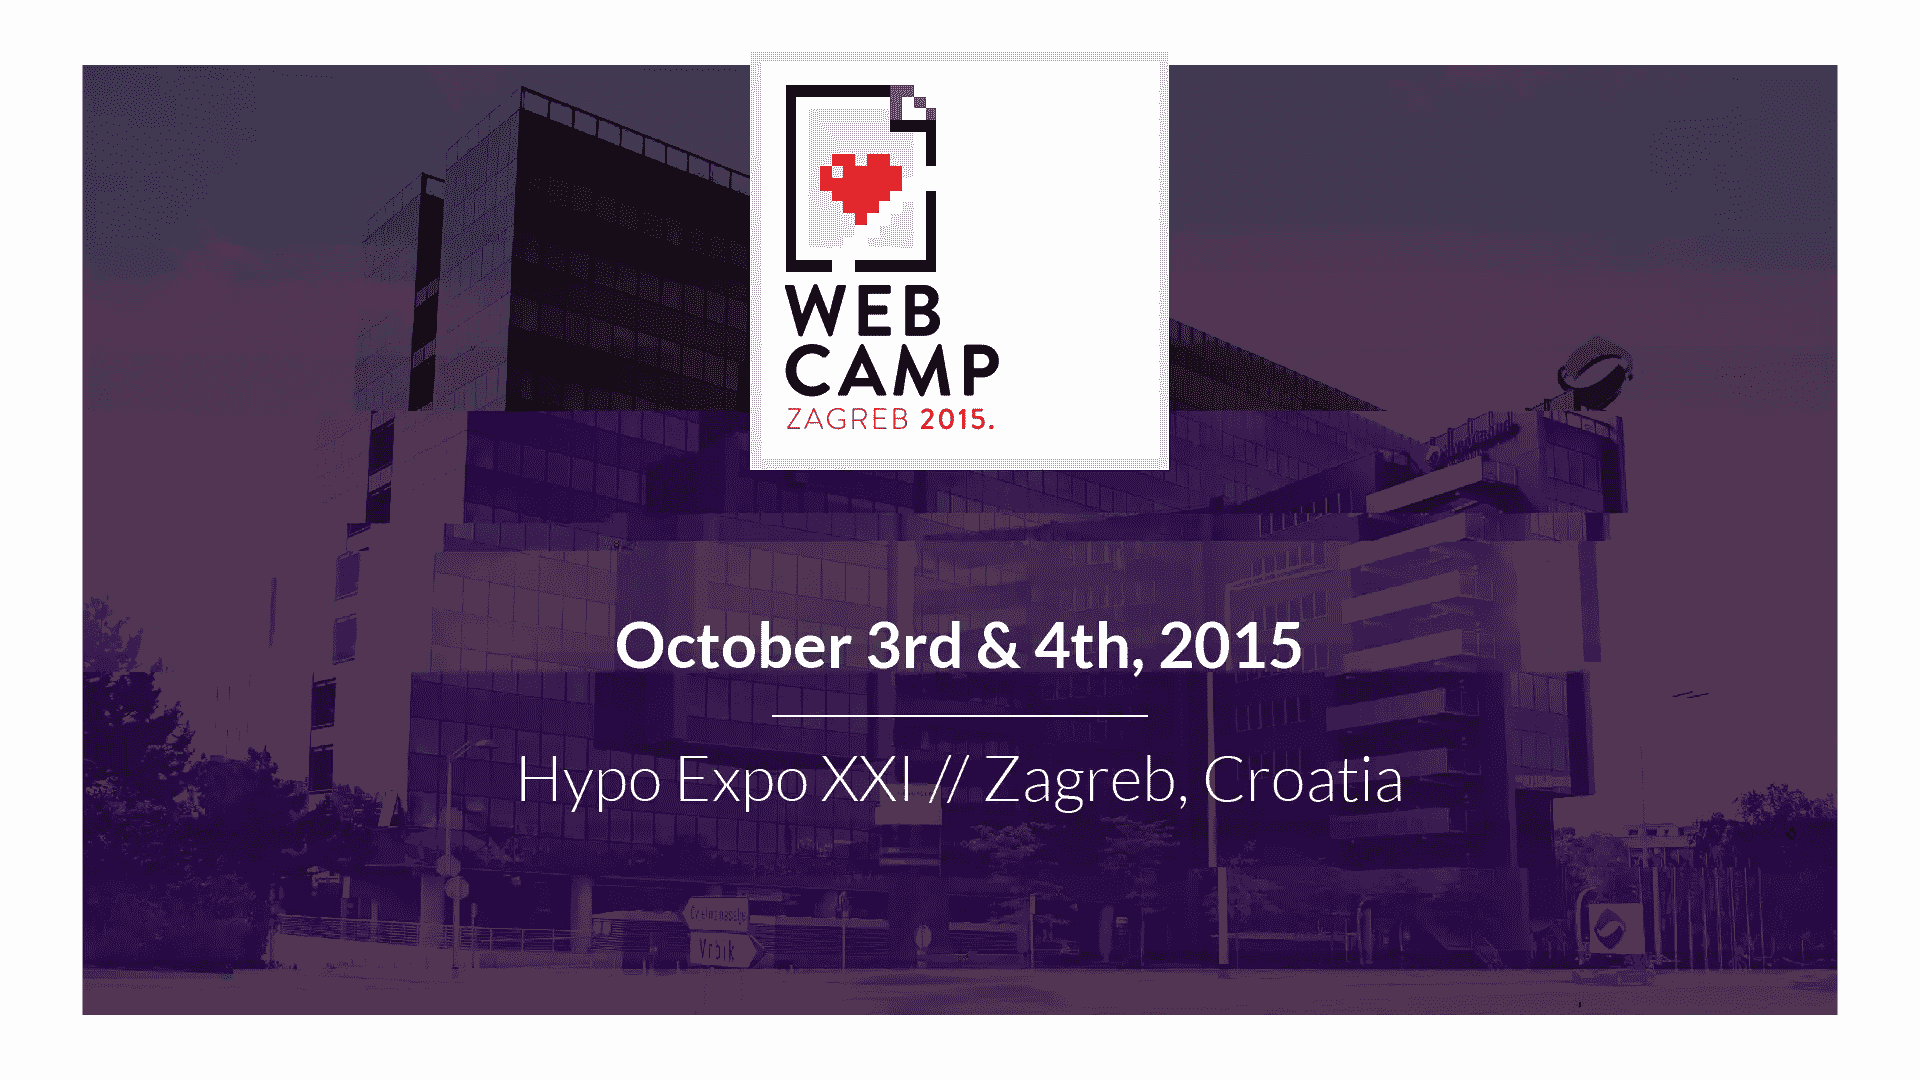 WEB
CAMP
ZAGREB 2015.
October 3rd & 4th, 2015
Hypo Expo XXI // Zagreb, Croatia
Vrbik